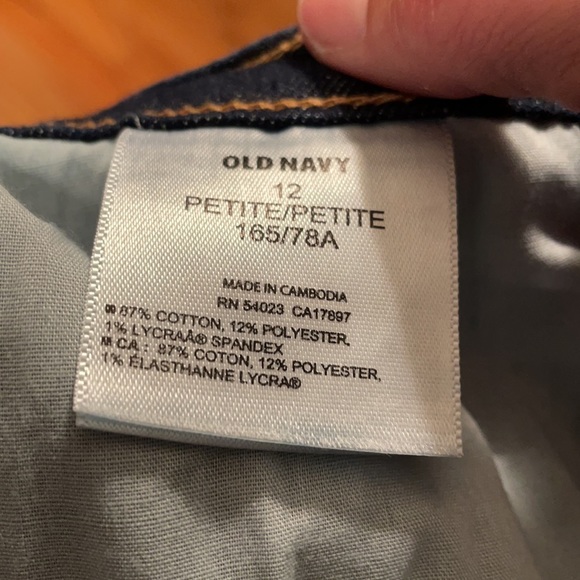 OLD NAVY
12
PETITE/PETITE
165/78A
MADE IN CAMBODIA
RN 54023 CA17897
87% COTTON, 12% POLYESTER,
1% LYCRAÂ® SPANDEX
CA : 87% COTON, 12% POLYESTER,
1% ÉLASTHANNE LYCRA®